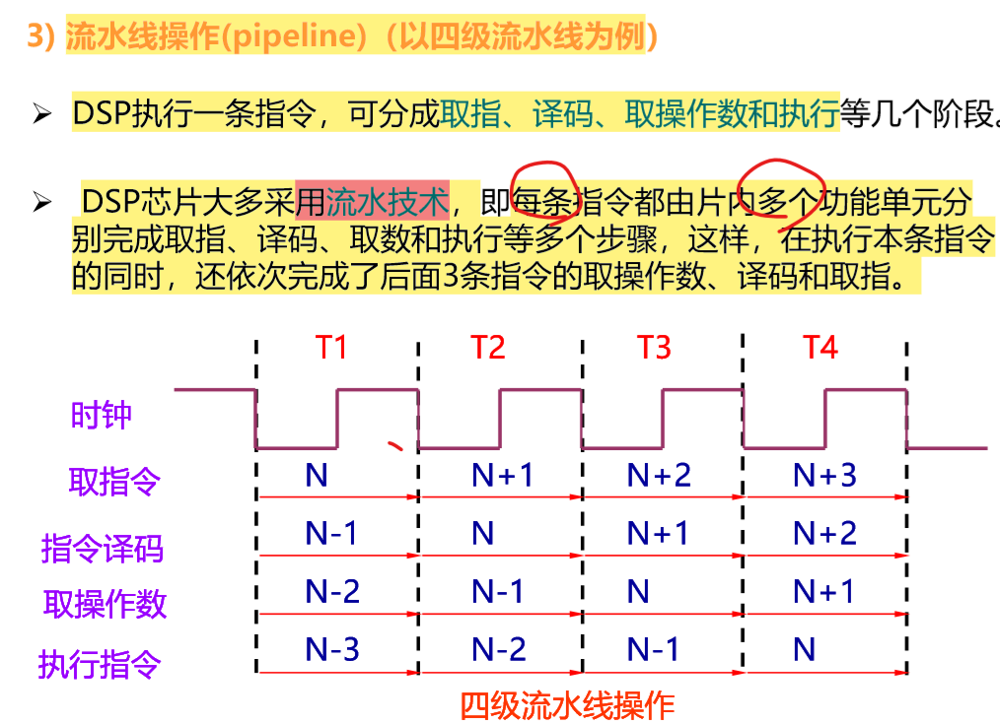 3) 流水线操作(pipeline)（以四级流水线为例）
➢ DSP执行一条指令，可分成取指、译码、取操作数和执行等几个阶段。
➢ DSP芯片大多采用流水技术，即每条指令都由片内多个功能单元分
别完成取指、译码、取数和执行等多个步骤，这样，在执行本条指令
的同时，还依次完成了后面3条指令的取操作数、译码和取指。
T1 T2 T3 T4
时钟
取指令 N N+1 N+2 N+3
指令译码 N-1 N N+1 N+2
取操作数 N-2 N-1 N N+1
执行指令 N-3 N-2 N-1 N
四级流水线操作